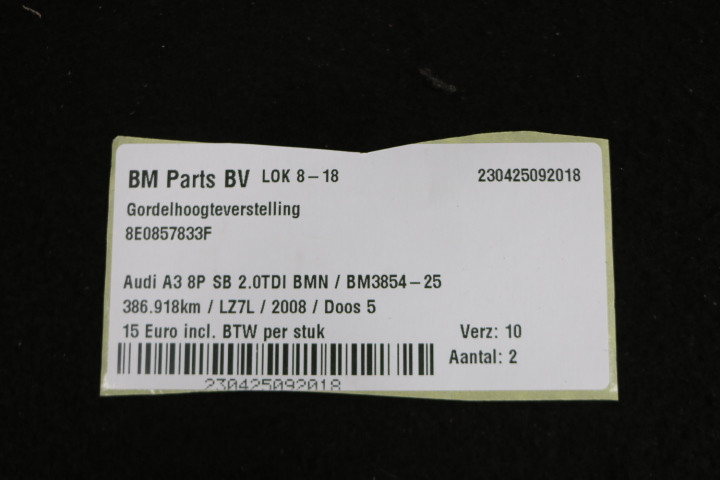 BM Parts BV LOK 8-18 230425092018
Gordelhoogteverstelling
8E0857833F
Audi A3 8P SB 2.0TDI BMN / BM3854-25
386.918km / LZ7L / 2008 / Doos 5
15 Euro incl. BTW per stuk Verz: 10
Aantal: 2
230425092018